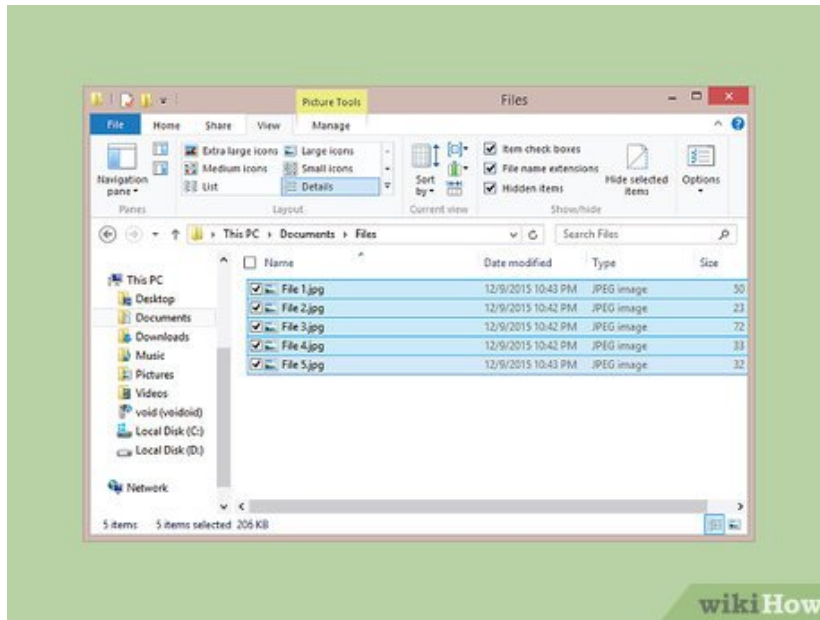 Picture Tools Files
File Home Share View Manage
Extra large icons Large icons
Medium icons Small icons
List Details
Navigation pane
Sort by
Item check boxes
File name extensions
Hidden items
Hide selected items
Options
Panes Layout Current view Show/hide
This PC Documents Files Search Files
Name Date modified Type Size
This PC
Desktop
Documents
Downloads
Music
Pictures
Videos
void (voidoid)
Local Disk (C:)
Local Disk (D:)
Network
File 1.jpg 12/9/2015 10:43 PM JPEG image 50
File 2.jpg 12/9/2015 10:42 PM JPEG image 23
File 3.jpg 12/9/2015 10:42 PM JPEG image 72
File 4.jpg 12/9/2015 10:42 PM JPEG image 33
File 5.jpg 12/9/2015 10:43 PM JPEG image 32
5 items 5 items selected 206 KB
wikiHow